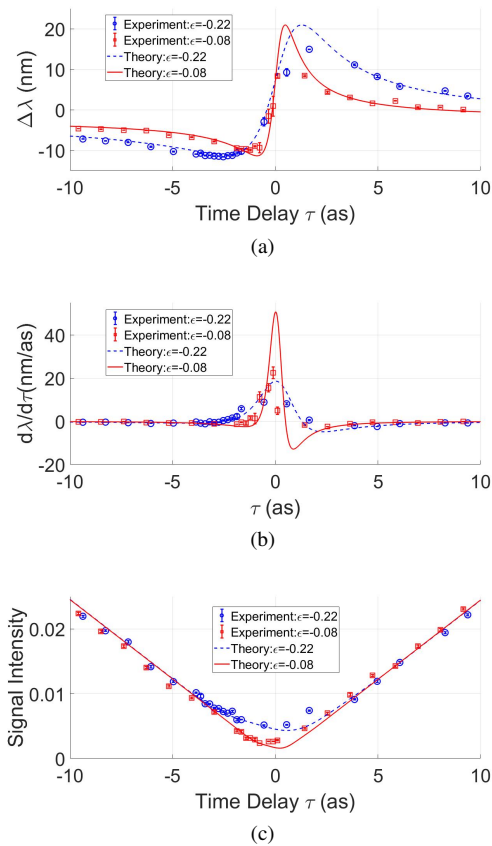 20
10
0
-10
Δλ (nm)
Experiment:ϵ=-0.22
Experiment:ϵ=-0.08
Theory:ϵ=-0.22
Theory:ϵ=-0.08
-10 -5 0 5 10
Time Delay τ (as)
(a)
40
20
0
-20
dλ/dτ(nm/as)
Experiment:ϵ=-0.22
Experiment:ϵ=-0.08
Theory:ϵ=-0.22
Theory:ϵ=-0.08
-10 -5 0 5 10
τ (as)
(b)
0.02
0.01
0
Signal Intensity
Experiment:ϵ=-0.22
Experiment:ϵ=-0.08
Theory:ϵ=-0.22
Theory:ϵ=-0.08
-10 -5 0 5 10
Time Delay τ (as)
(c)